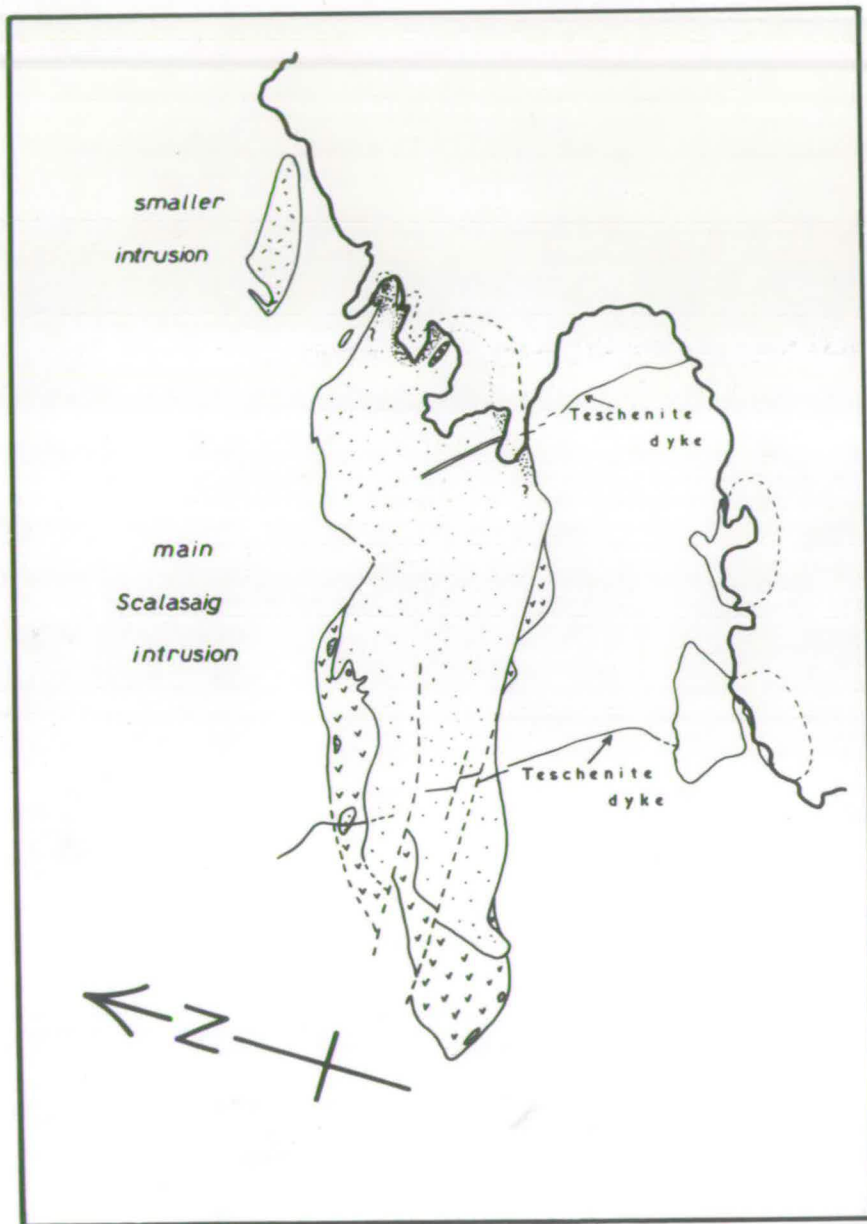 smaller
intrusion
Teschenite
dyke
main
Scalasaig
intrusion
Teschenite
dyke
N
?
?